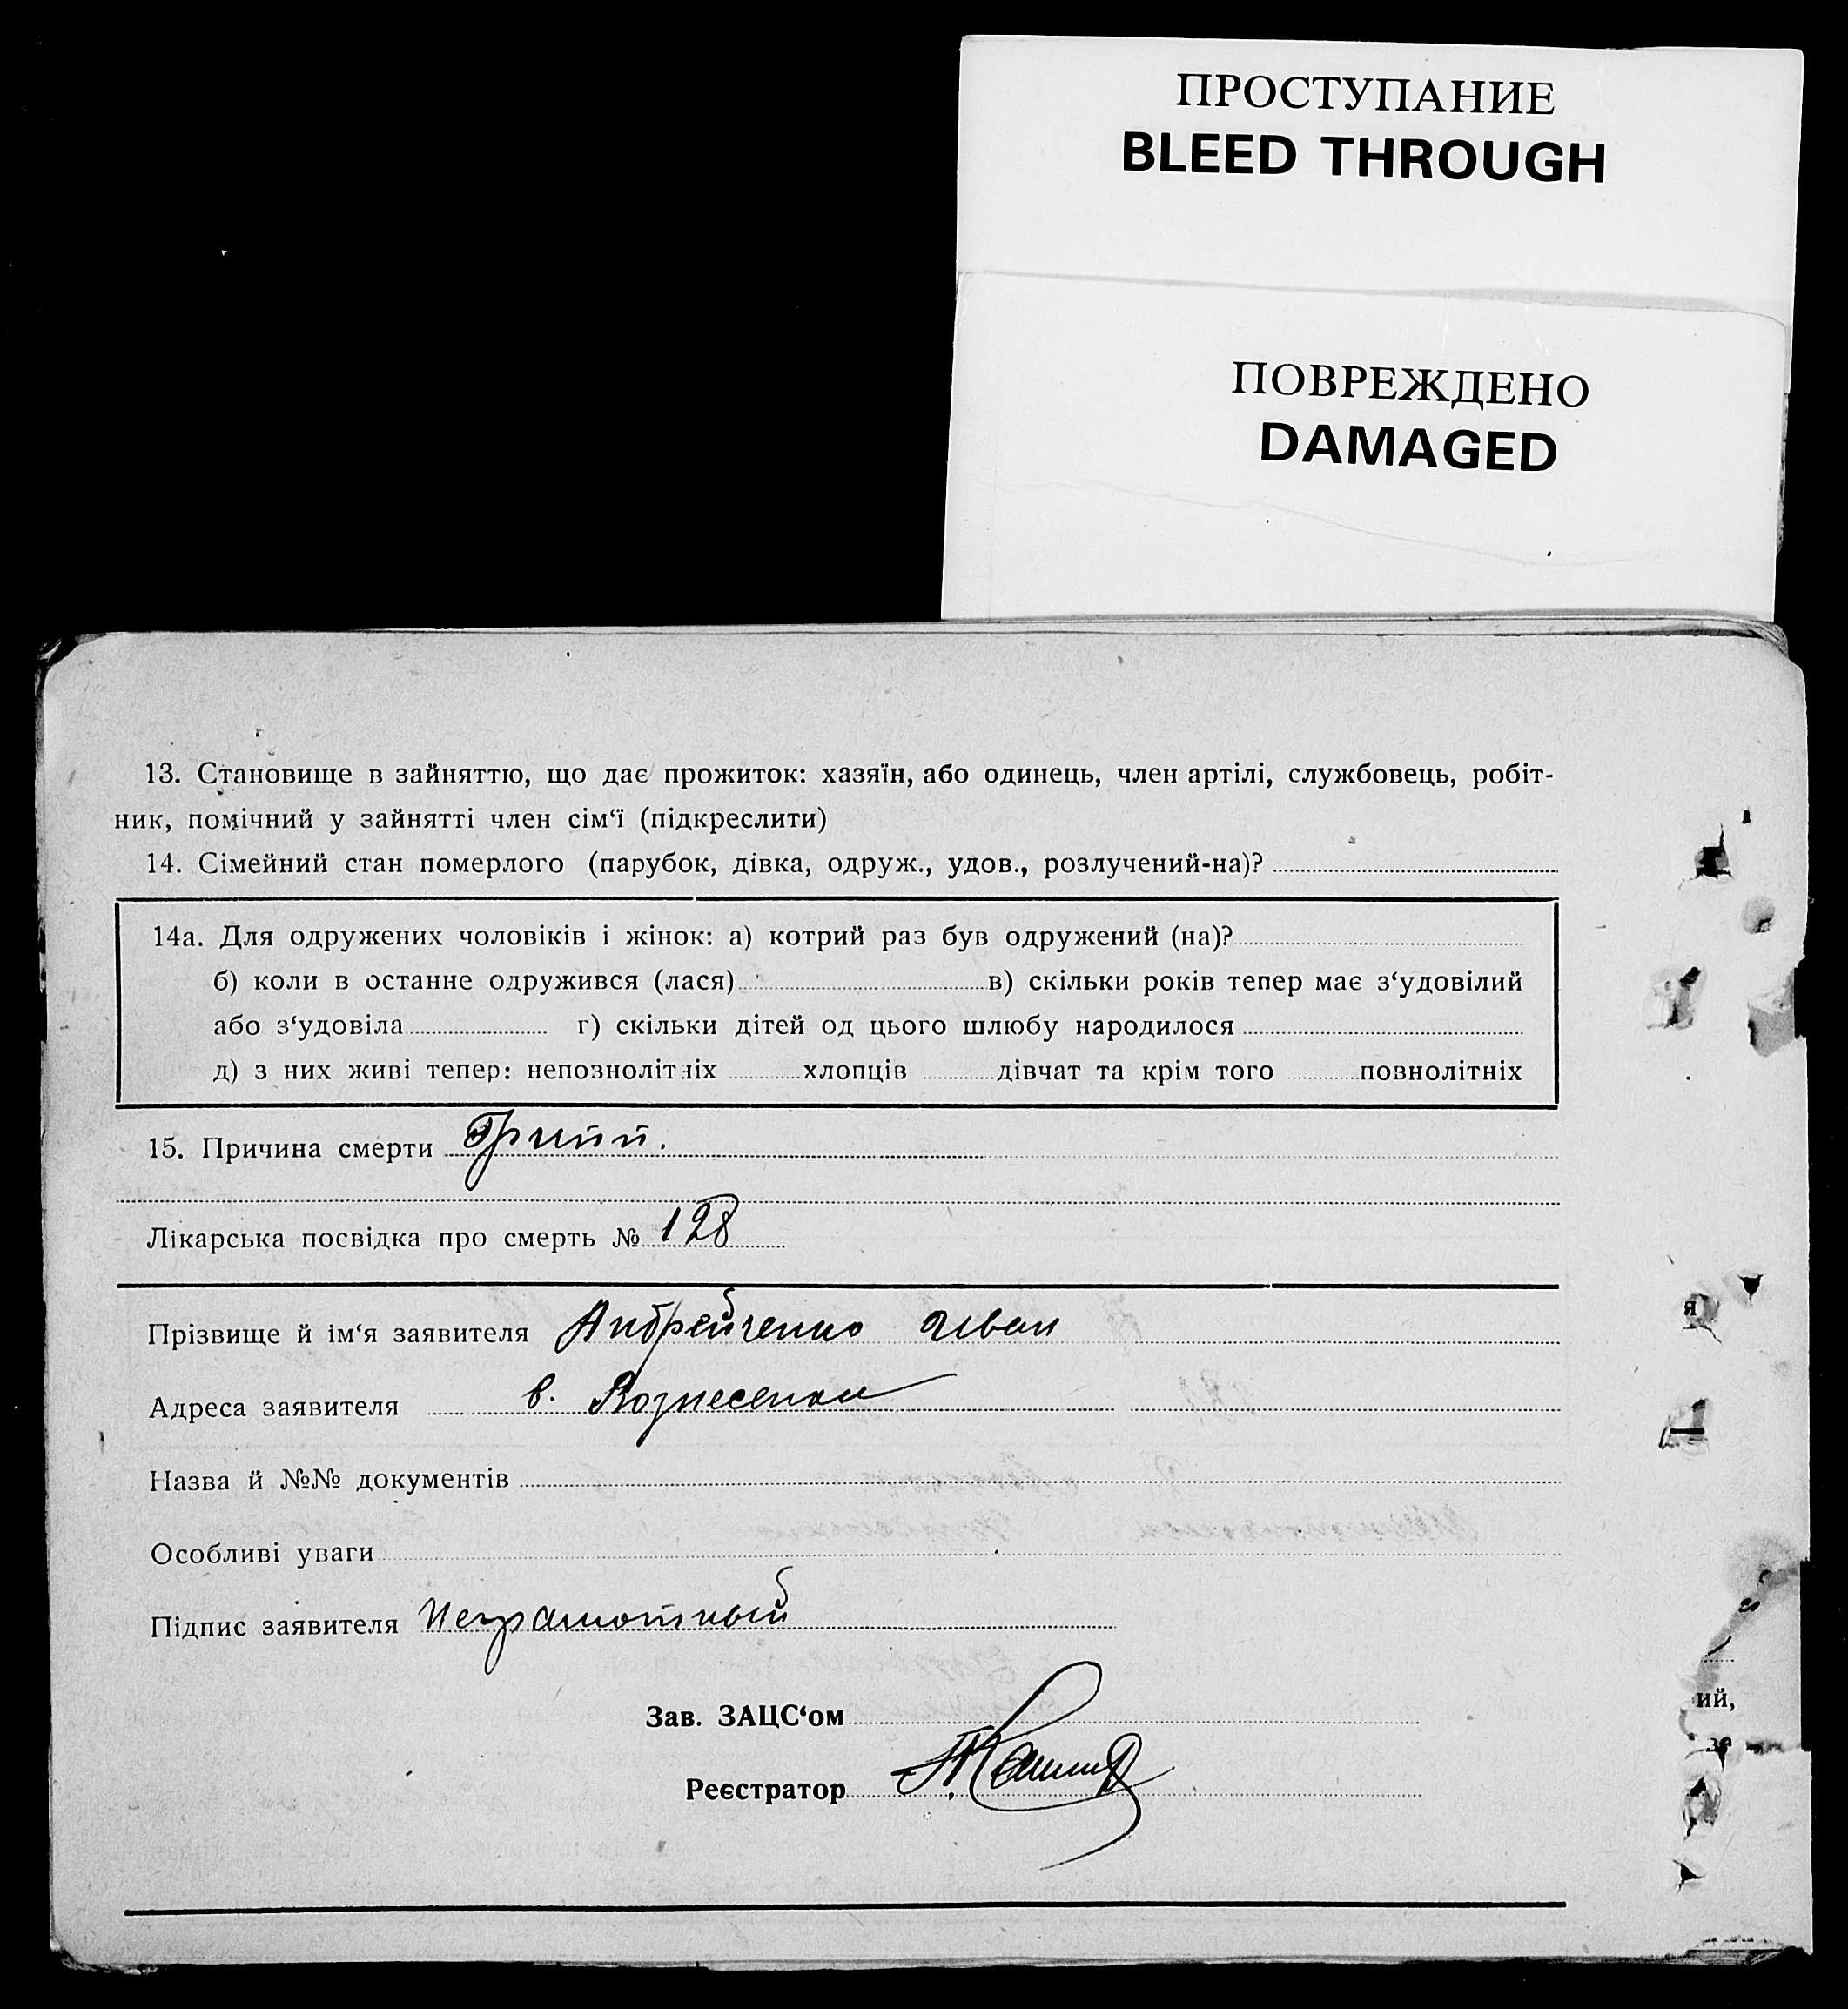 ПРОСТУПАНИЕ
BLEED THROUGH
ПОВРЕЖДЕНО
DAMAGED
13. Становище в зайняттю, що дає прожиток: хазяїн, або одинець, член артілі, службовець, робіт-
ник, помічний у зайнятті член сім‘ї (підкреслити)
14. Сімейний стан померлого (парубок, дівка, одруж., удов., розлучений-на)?
14а. Для одружених чоловіків і жінок: а) котрий раз був одружений (на)?
б) коли в останне одружився (лася) в) скільки років тепер має з‘удовілий
або з‘удовіла г) скільки дітей од цього шлюбу народилося
д) з них живі тепер: непознолітніх хлопців дівчат та крім того повнолітніх
15. Причина смерти Грипп.
Лікарська посвідка про смерть № 128
Прізвище й ім‘я заявителя Андрейченко Иван
Адреса заявителя в. Вознесенка
Назва й №№ документів
Особливі уваги
Підпис заявителя Неграмотный
Зав. ЗАЦС‘ом
Реєстратор
я
ий,
зе